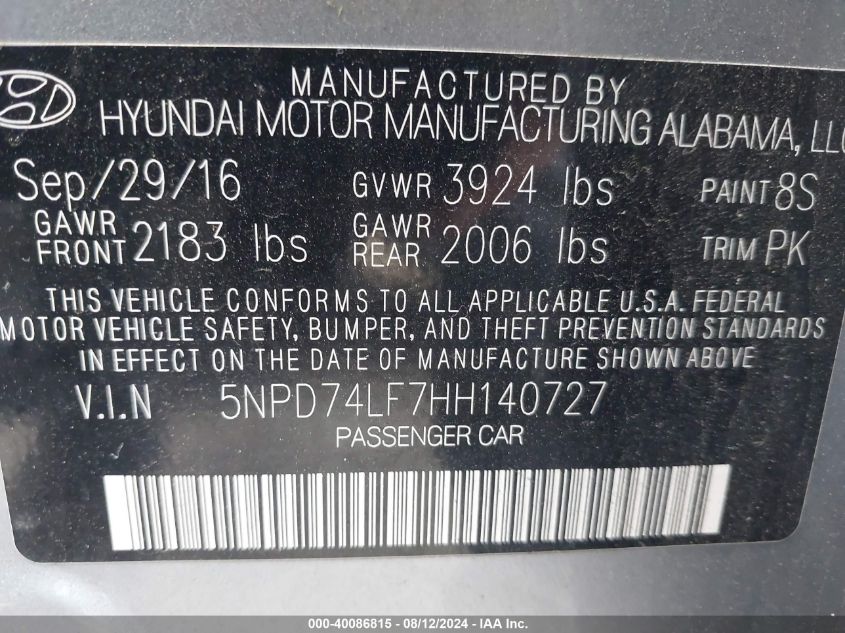 MANUFACTURED BY
HYUNDAI MOTOR MANUFACTURING ALABAMA, LLC
Sep/29/16 GVWR 3924 lbs PAINT 8S
GAWR FRONT 2183 lbs GAWR REAR 2006 lbs TRIM PK
THIS VEHICLE CONFORMS TO ALL APPLICABLE U.S.A. FEDERAL
MOTOR VEHICLE SAFETY, BUMPER, AND THEFT PREVENTION STANDARDS
IN EFFECT ON THE DATE OF MANUFACTURE SHOWN ABOVE
V.I.N 5NPD74LF7HH140727
PASSENGER CAR
000-40086815 - 08/12/2024 - IAA Inc.